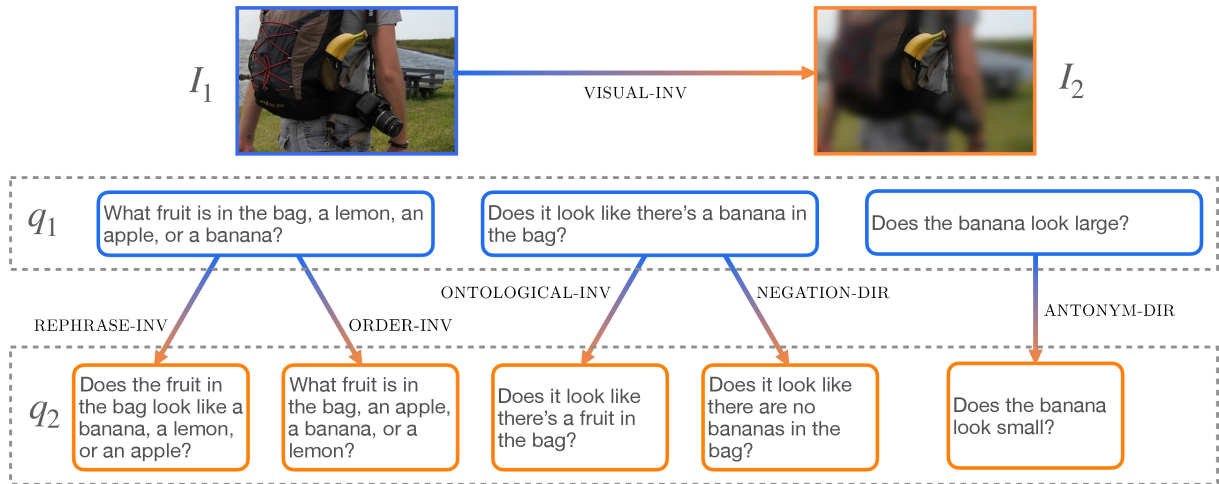 I1
VISUAL-INV
I2
q1
What fruit is in the bag, a lemon, an
apple, or a banana?
Does it look like there's a banana in
the bag?
Does the banana look large?
REPHRASE-INV
ORDER-INV
ONTOLOGICAL-INV
NEGATION-DIR
ANTONYM-DIR
q2
Does the fruit in
the bag look like a
banana, a lemon,
or an apple?
What fruit is in
the bag, an apple,
a banana, or a
lemon?
Does it look like
there's a fruit in
the bag?
Does it look like
there are no
bananas in the
bag?
Does the banana
look small?